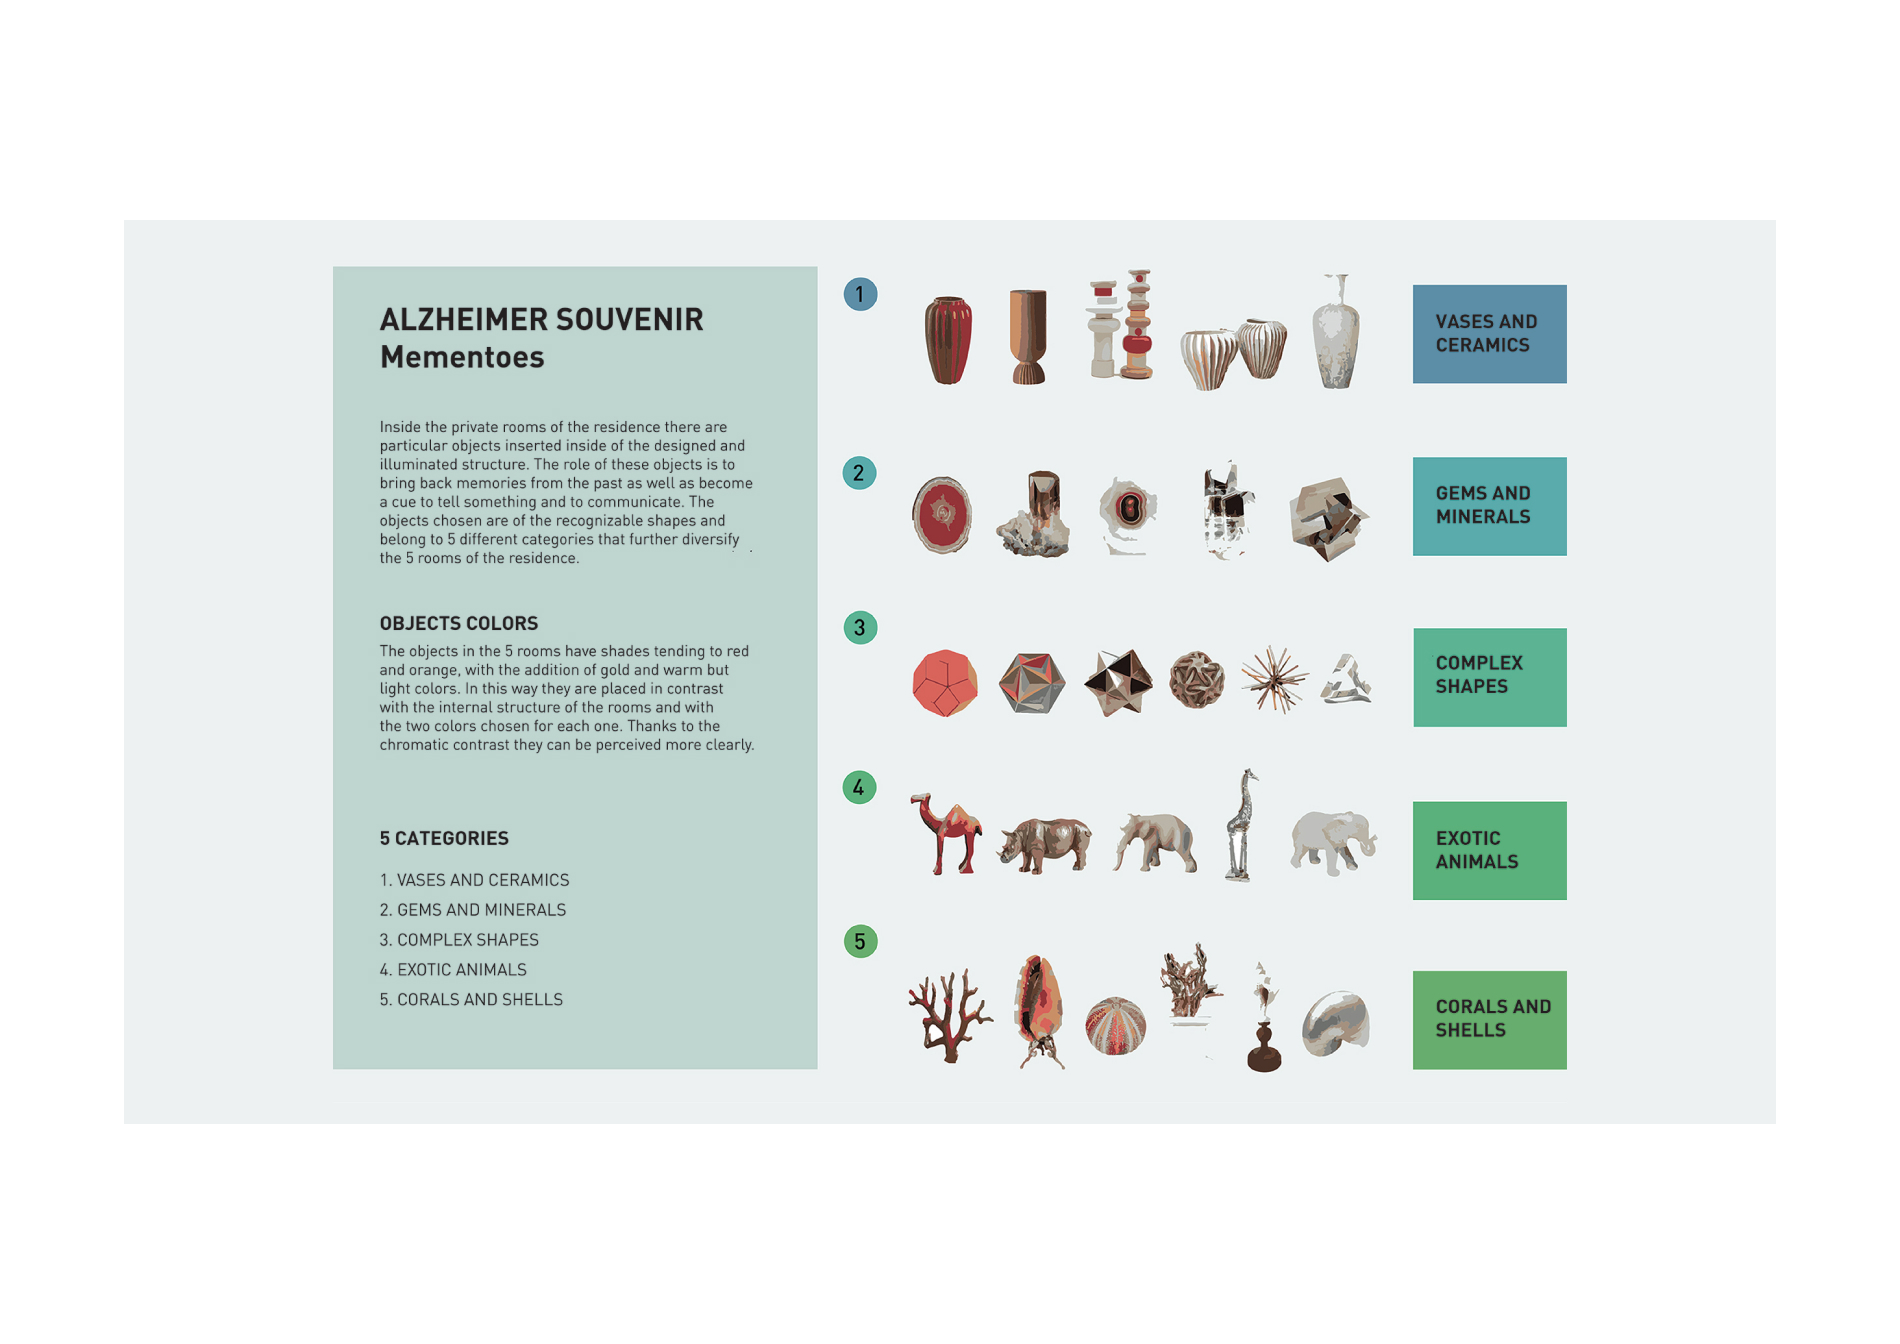 ALZHEIMER SOUVENIR
Mementoes
Inside the private rooms of the residence there are
particular objects inserted inside of the designed and
illuminated structure. The role of these objects is to
bring back memories from the past as well as become
a cue to tell something and to communicate. The
objects chosen are of the recognizable shapes and
belong to 5 different categories that further diversify
the 5 rooms of the residence.
OBJECTS COLORS
The objects in the 5 rooms have shades tending to red
and orange, with the addition of gold and warm but
light colors. In this way they are placed in contrast
with the internal structure of the rooms and with
the two colors chosen for each one. Thanks to the
chromatic contrast they can be perceived more clearly.
5 CATEGORIES
1. VASES AND CERAMICS
2. GEMS AND MINERALS
3. COMPLEX SHAPES
4. EXOTIC ANIMALS
5. CORALS AND SHELLS
1
VASES AND
CERAMICS
2
GEMS AND
MINERALS
3
COMPLEX
SHAPES
4
EXOTIC
ANIMALS
5
CORALS AND
SHELLS